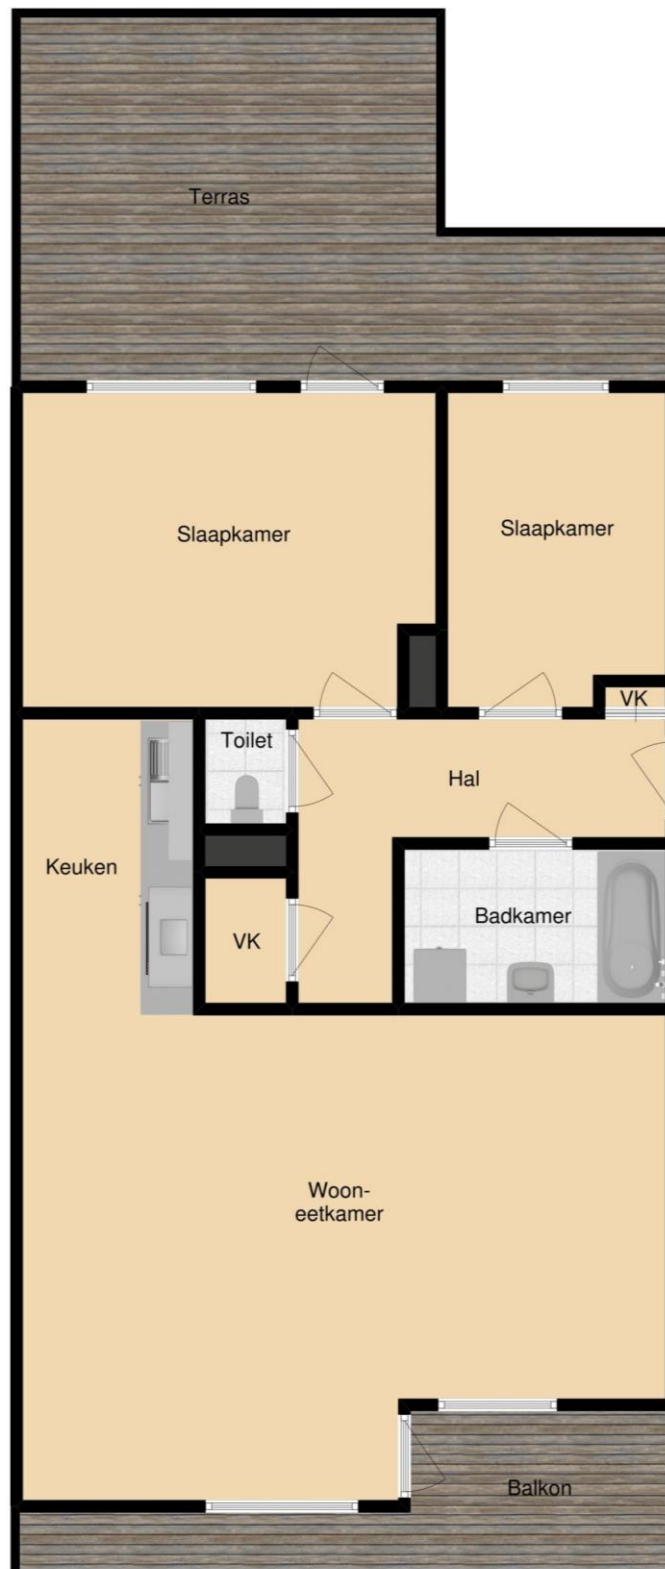 Terras
Slaapkamer
Slaapkamer
VK
Toilet
Hal
Keuken
Badkamer
VK
Woon-
eetkamer
Balkon